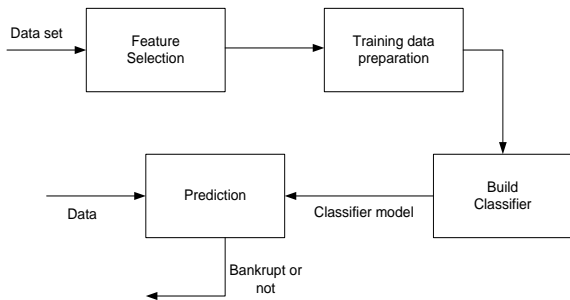 Data set
Feature
Selection
Training data
preparation
Prediction
Build
Classifier
Data
Classifier model
Bankrupt or
not